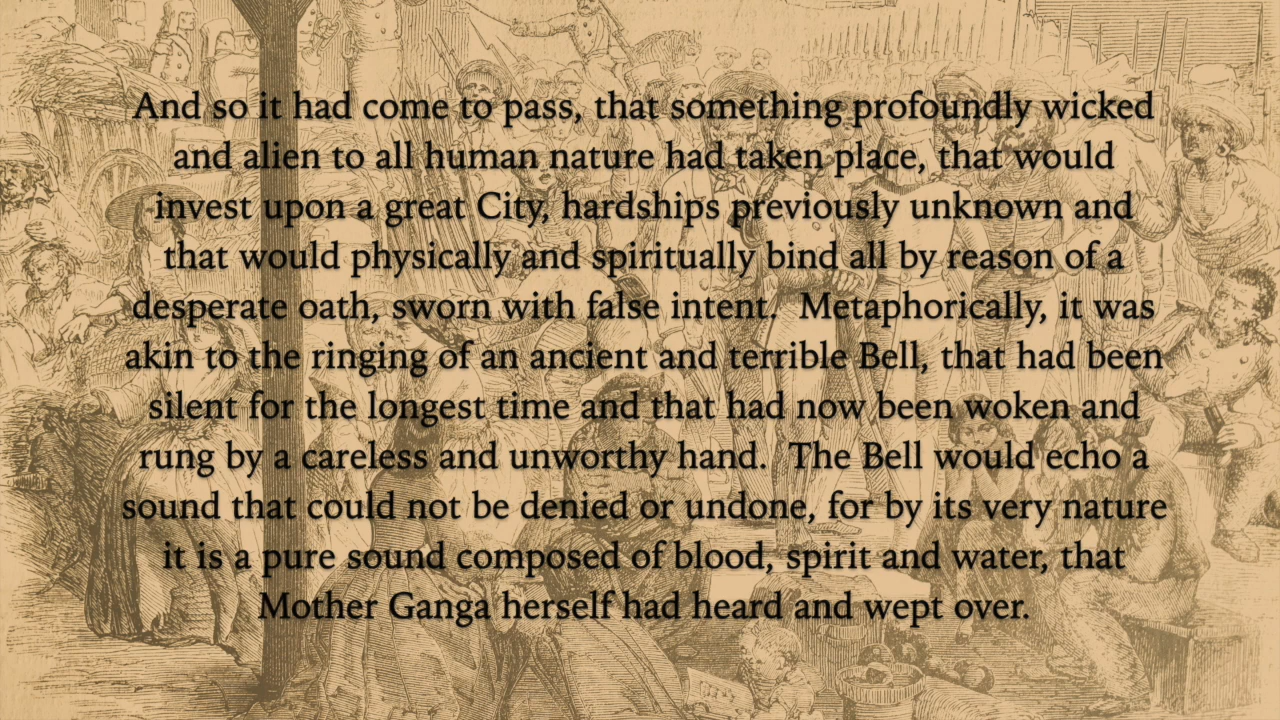 And so it had come to pass, that something profoundly wicked
and alien to all human nature had taken place, that would
invest upon a great City, hardships previously unknown and
that would physically and spiritually bind all by reason of a
desperate oath, sworn with false intent.  Metaphorically, it was
akin to the ringing of an ancient and terrible Bell, that had been
silent for the longest time and that had now been woken and
rung by a careless and unworthy hand.  The Bell would echo a
sound that could not be denied or undone, for by its very nature
it is a pure sound composed of blood, spirit and water, that
Mother Ganga herself had heard and wept over.